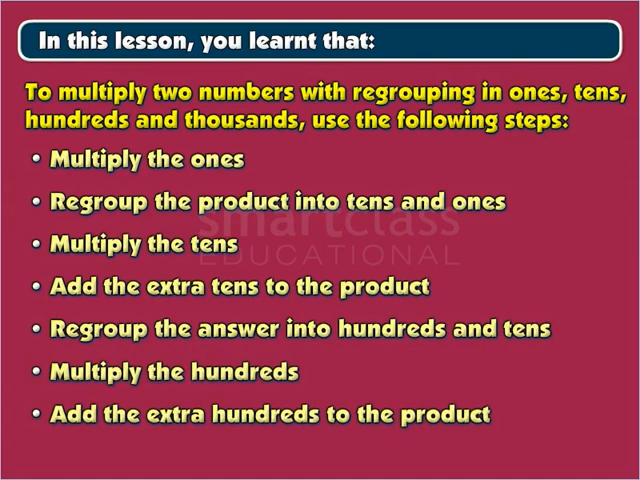 In this lesson, you learnt that:
To multiply two numbers with regrouping in ones, tens,
hundreds and thousands, use the following steps:
• Multiply the ones
• Regroup the product into tens and ones
smartclass
• Multiply the tens
EDUCATIONAL
• Add the extra tens to the product
• Regroup the answer into hundreds and tens
• Multiply the hundreds
• Add the extra hundreds to the product